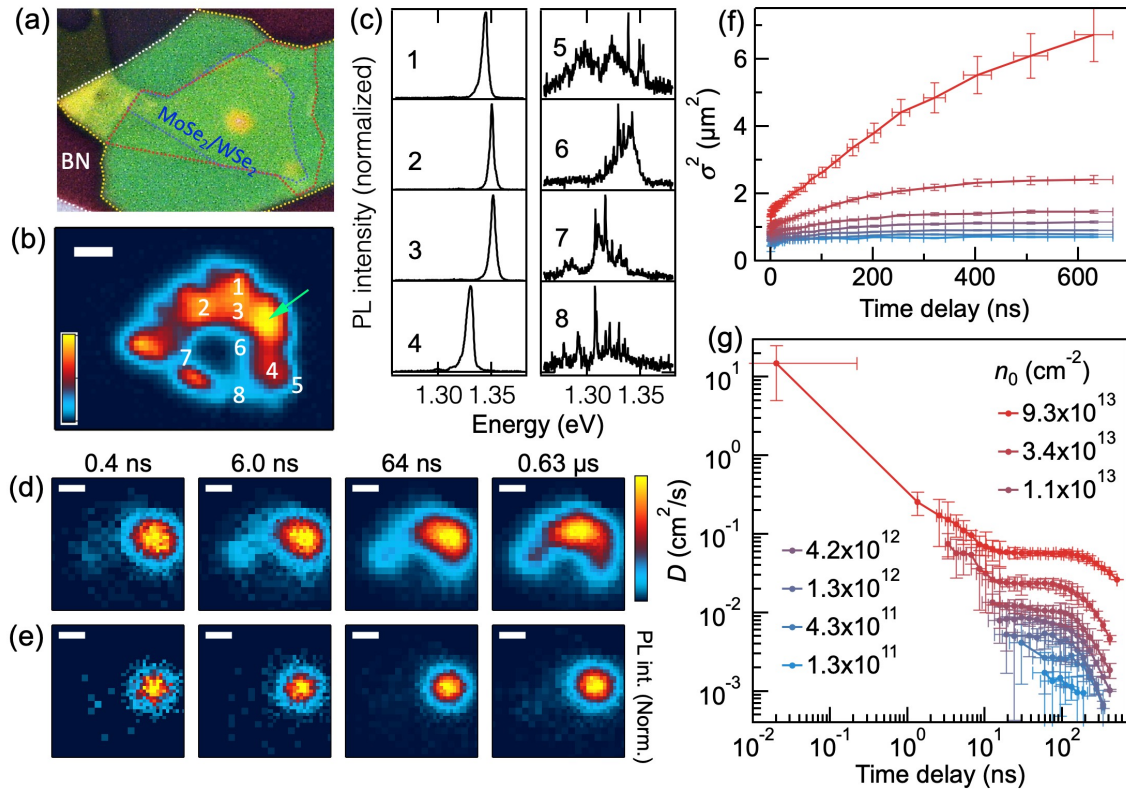 (a)
MoSe₂/WSe₂
BN
(b)
1
2
3
4
5
6
7
8
(c)
PL intensity (normalized)
1
2
3
4
5
6
7
8
1.30 1.35
1.30 1.35
Energy (eV)
(d)
0.4 ns
6.0 ns
64 ns
0.63 µs
(e)
PL int. (Norm.)
(f)
σ² (µm²)
6
4
2
0
0 200 400 600
Time delay (ns)
(g)
D (cm²/s)
10¹
10⁰
10⁻¹
10⁻²
10⁻³
n₀ (cm⁻²)
9.3x10¹³
3.4x10¹³
1.1x10¹³
4.2x10¹²
1.3x10¹²
4.3x10¹¹
1.3x10¹¹
10⁻² 10⁻¹ 10⁰ 10¹ 10²
Time delay (ns)